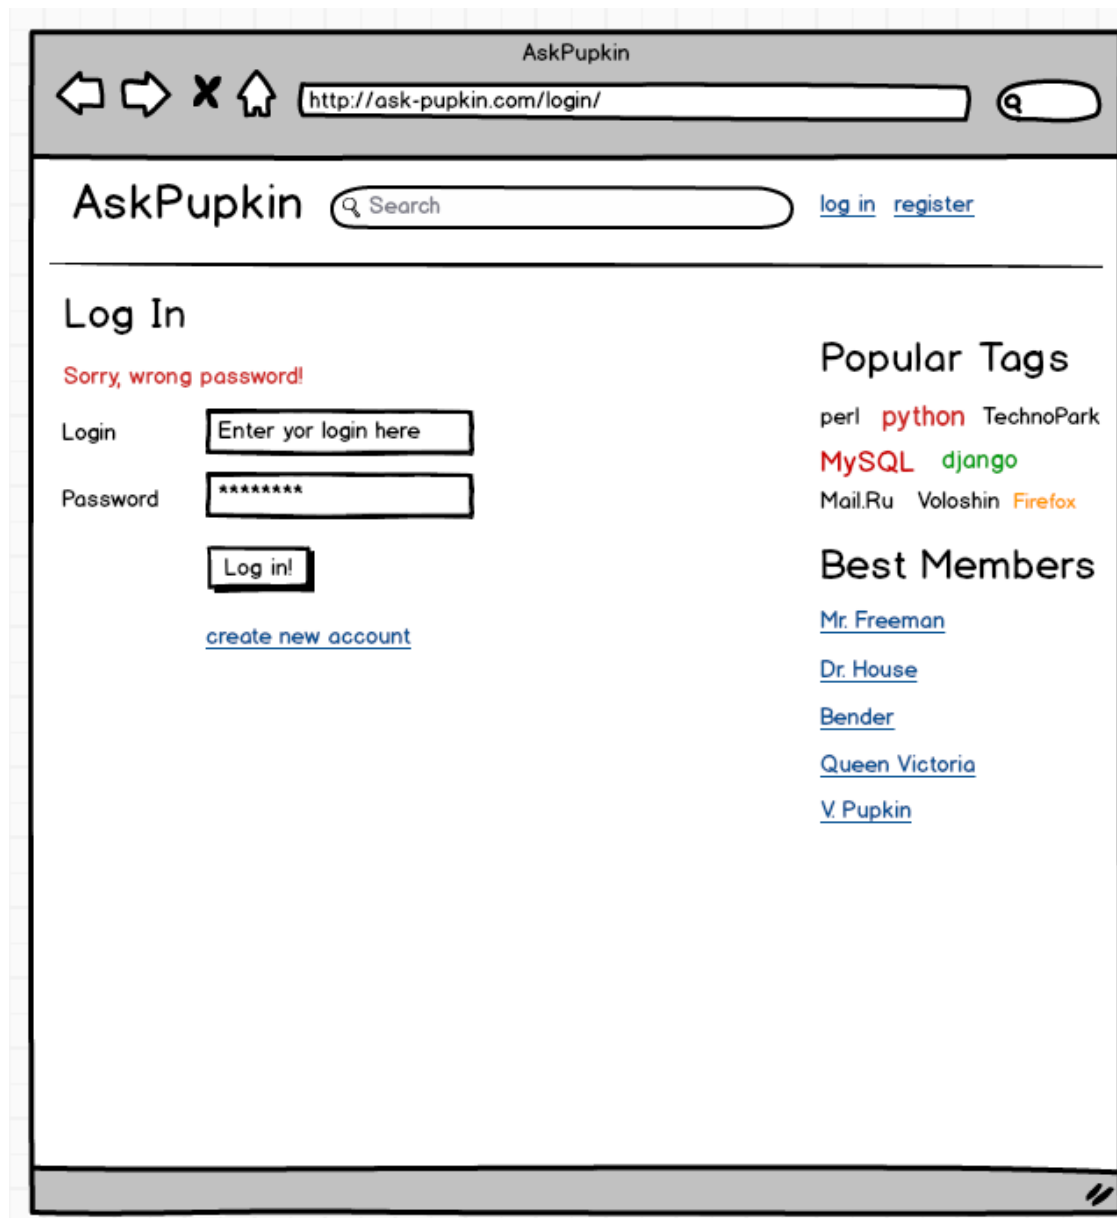 AskPupkin
http://ask-pupkin.com/login/
AskPupkin Search log in register
Log In
Sorry, wrong password!
Login Enter yor login here
Password ********
Log in!
create new account
Popular Tags
perl python TechnoPark
MySQL django
Mail.Ru Voloshin Firefox
Best Members
Mr. Freeman
Dr. House
Bender
Queen Victoria
V. Pupkin